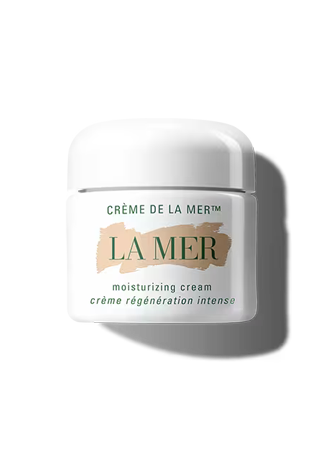 CRÈME DE LA MER™
LA MER
moisturizing cream
crème régénération intense